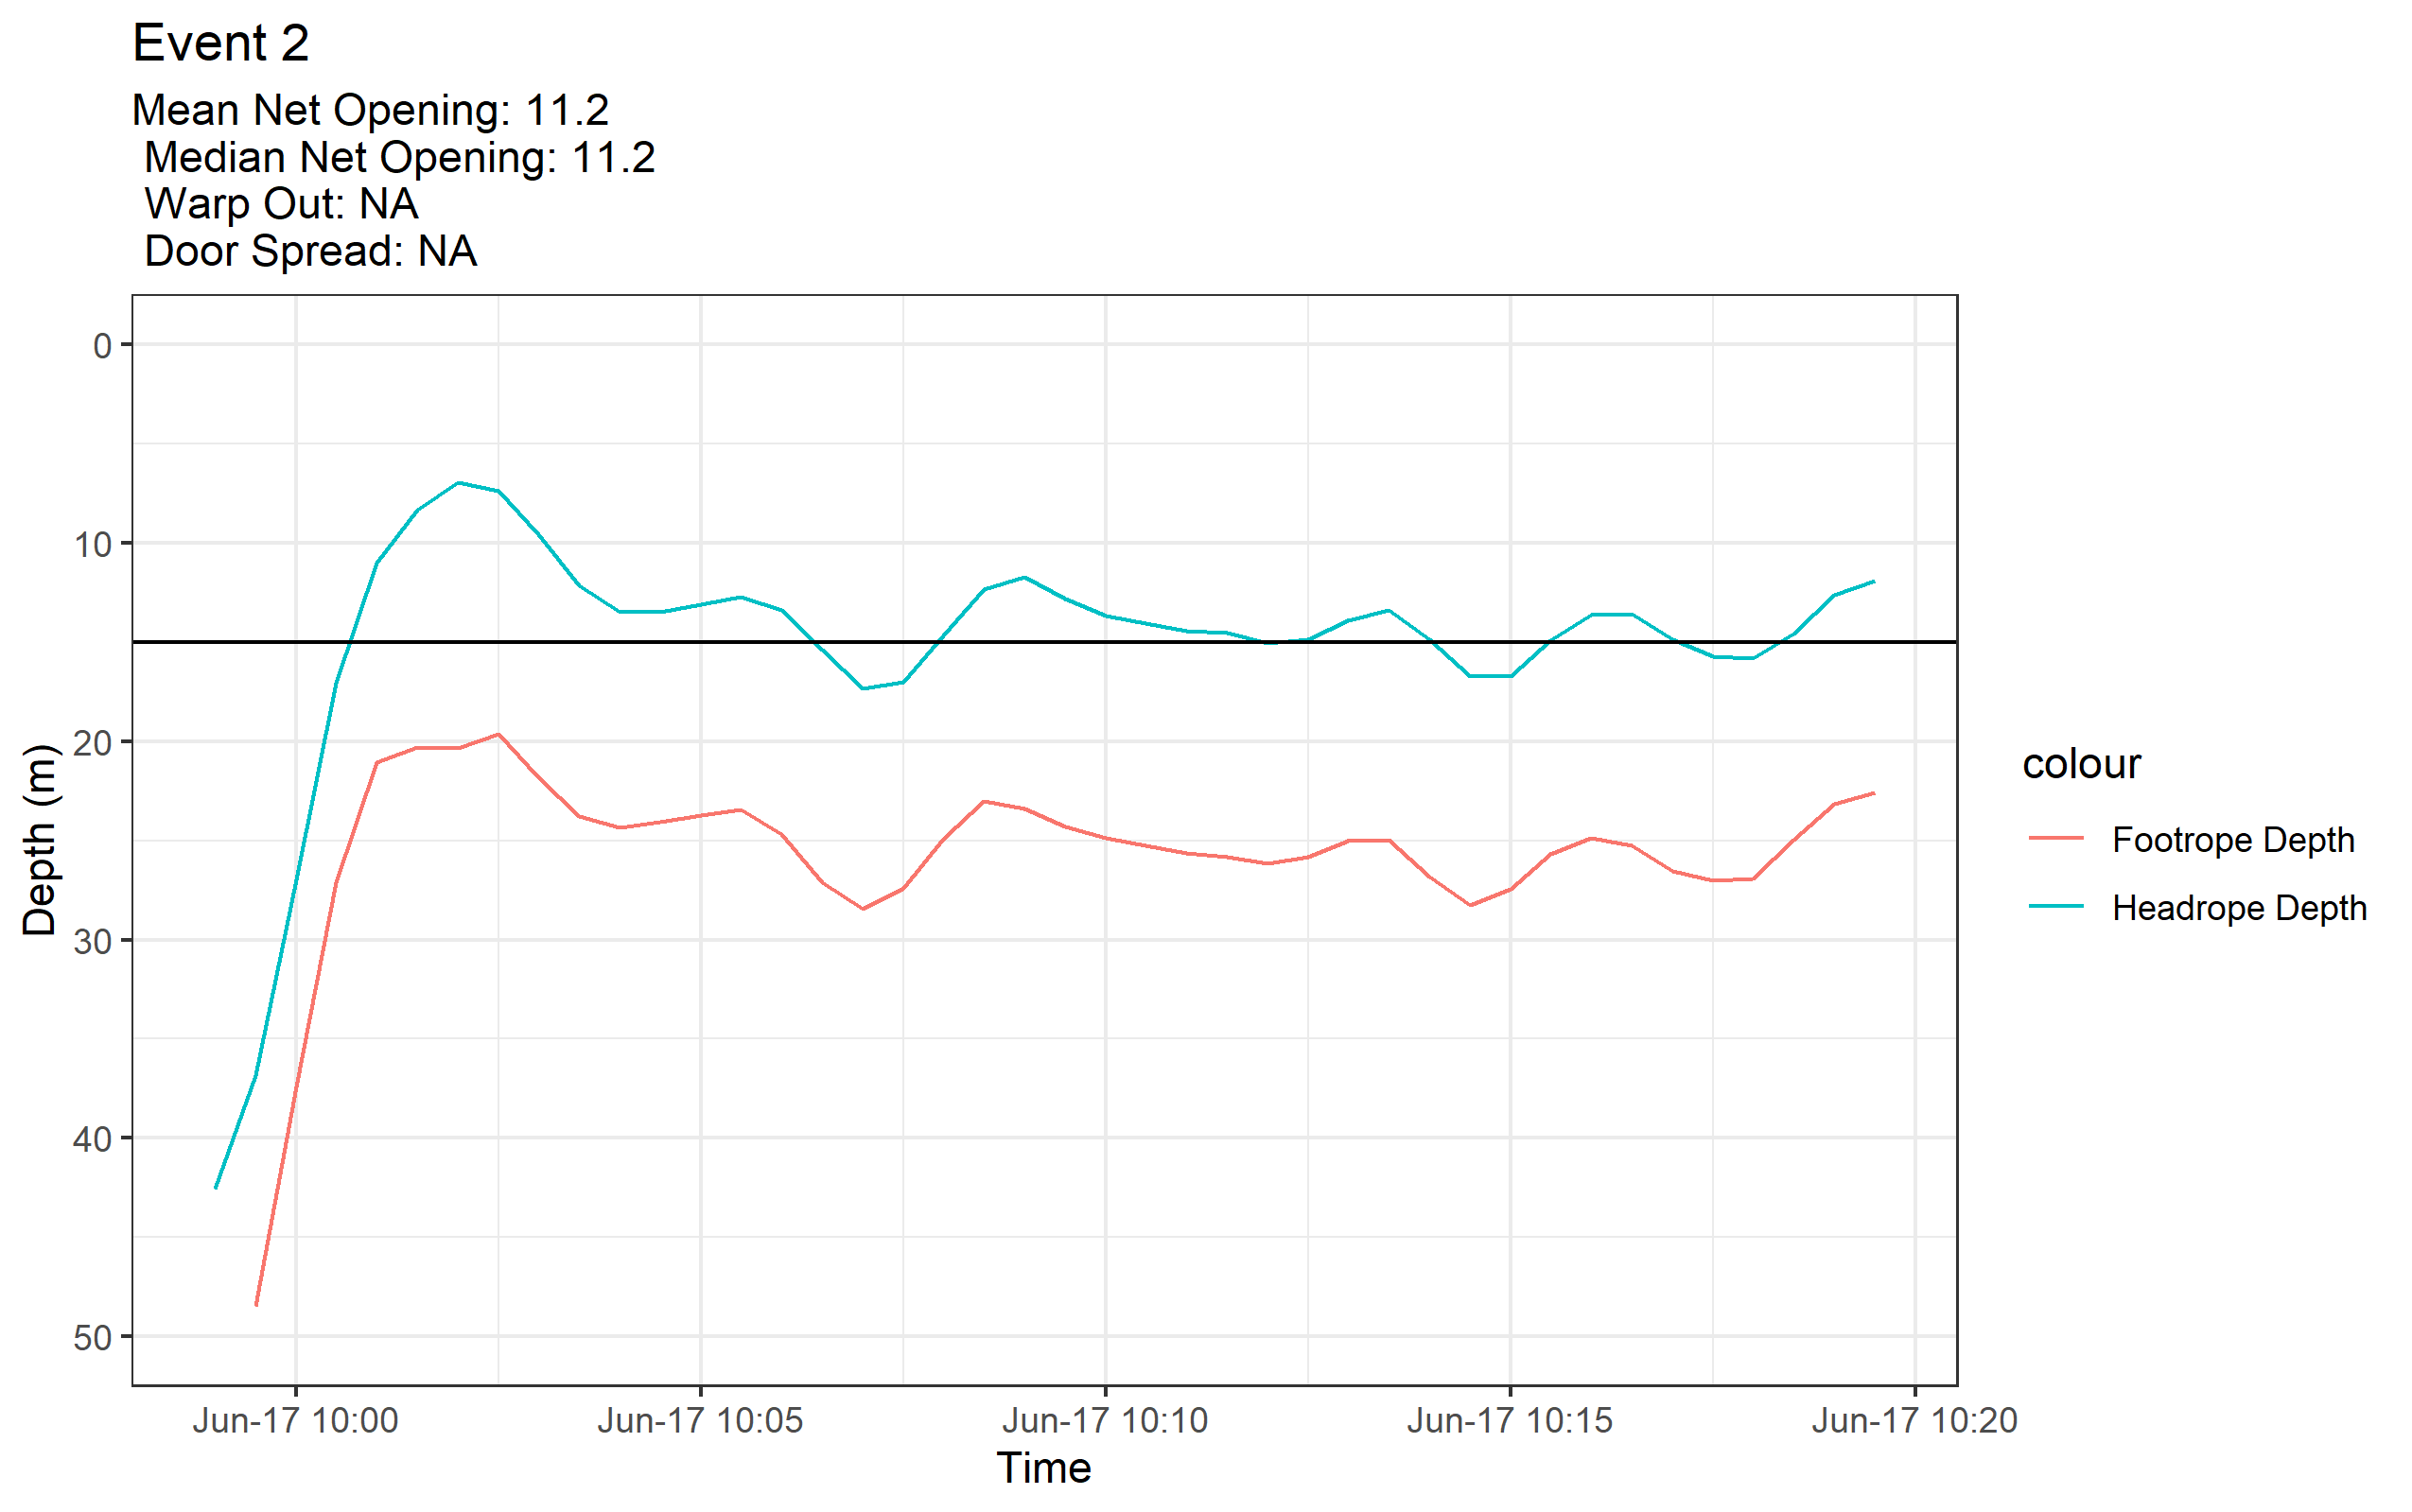 Event 2
Mean Net Opening: 11.2
Median Net Opening: 11.2
Warp Out: NA
Door Spread: NA
0
10
20
30
40
50
Depth (m)
Jun-17 10:00
Jun-17 10:05
Jun-17 10:10
Jun-17 10:15
Jun-17 10:20
Time
colour
Footrope Depth
Headrope Depth